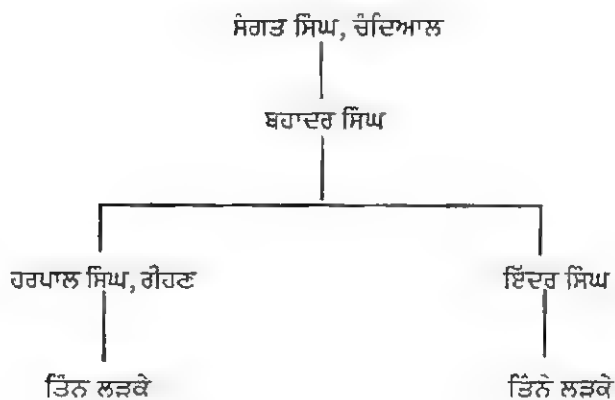 ਸੰਗਤ ਸਿੰਘ, ਚੰਦਿਆਲ
ਬਹਾਦਰ ਸਿੰਘ
ਹਰਪਾਲ ਸਿੰਘ, ਗੈਹਣ
ਇੰਦਰ ਸਿੰਘ
ਤਿੰਨ ਲੜਕੇ
ਤਿੰਨੇ ਲੜਕੇ